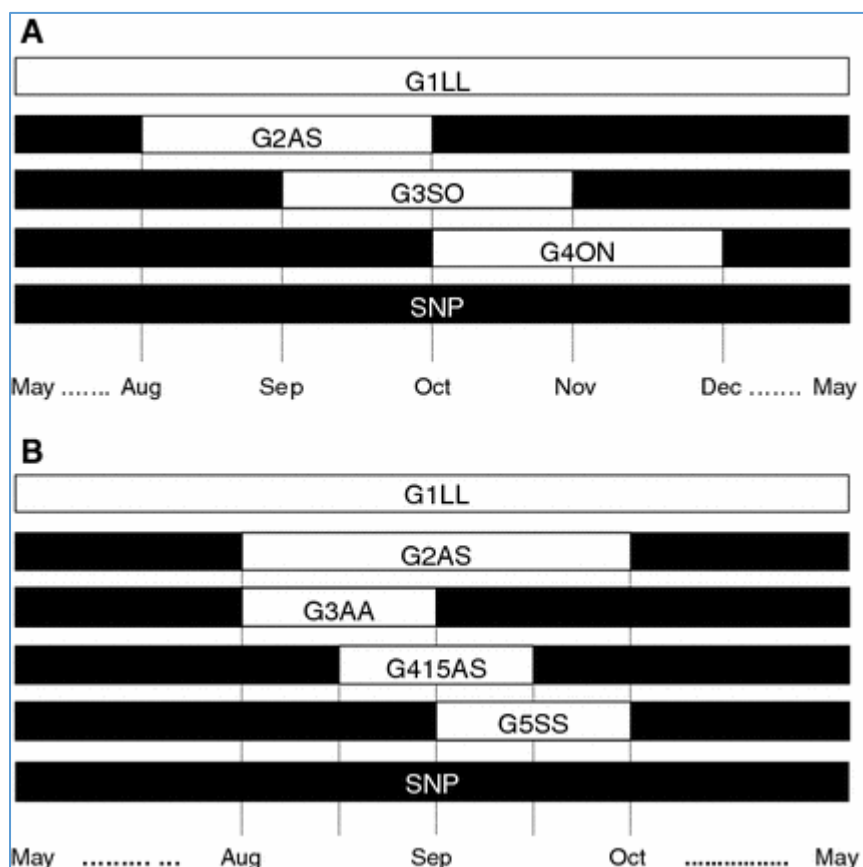 A
G1LL
G2AS
G3SO
G4ON
SNP
May ....... Aug Sep Oct Nov Dec ....... May
B
G1LL
G2AS
G3AA
G415AS
G5SS
SNP
May ......... ... Aug Sep Oct ............... May